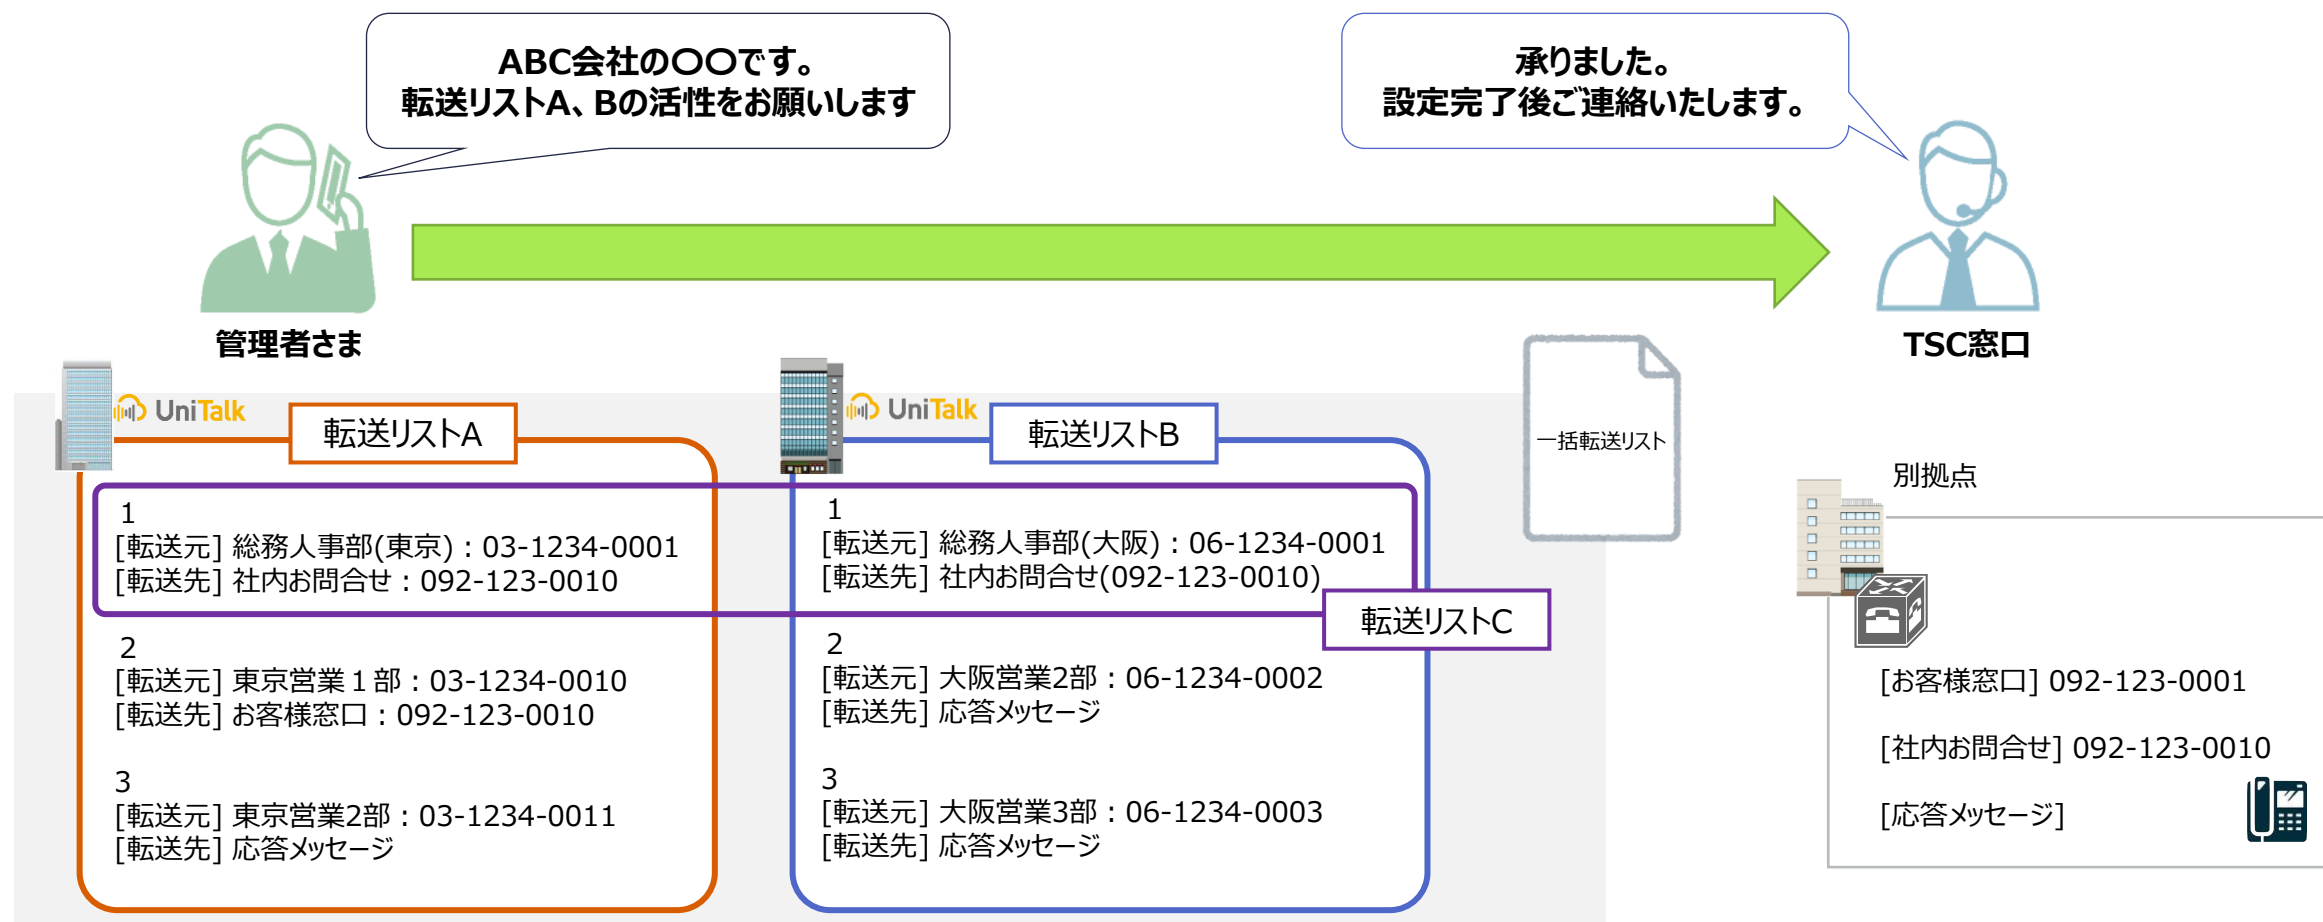 ABC会社の〇〇です。
転送リストA、Bの活性をお願いします
承りました。
設定完了後ご連絡いたします。
管理者さま
TSC窓口
UniTalk
転送リストA
1
[転送元] 総務人事部(東京)：03-1234-0001
[転送先] 社内お問合せ：092-123-0010
2
[転送元] 東京営業１部：03-1234-0010
[転送先] お客様窓口：092-123-0010
3
[転送元] 東京営業2部：03-1234-0011
[転送先] 応答メッセージ
UniTalk
転送リストB
1
[転送元] 総務人事部(大阪)：06-1234-0001
[転送先] 社内お問合せ(092-123-0010)
転送リストC
2
[転送元] 大阪営業2部：06-1234-0002
[転送先] 応答メッセージ
3
[転送元] 大阪営業3部：06-1234-0003
[転送先] 応答メッセージ
一括転送リスト
別拠点
[お客様窓口] 092-123-0001
[社内お問合せ] 092-123-0010
[応答メッセージ]